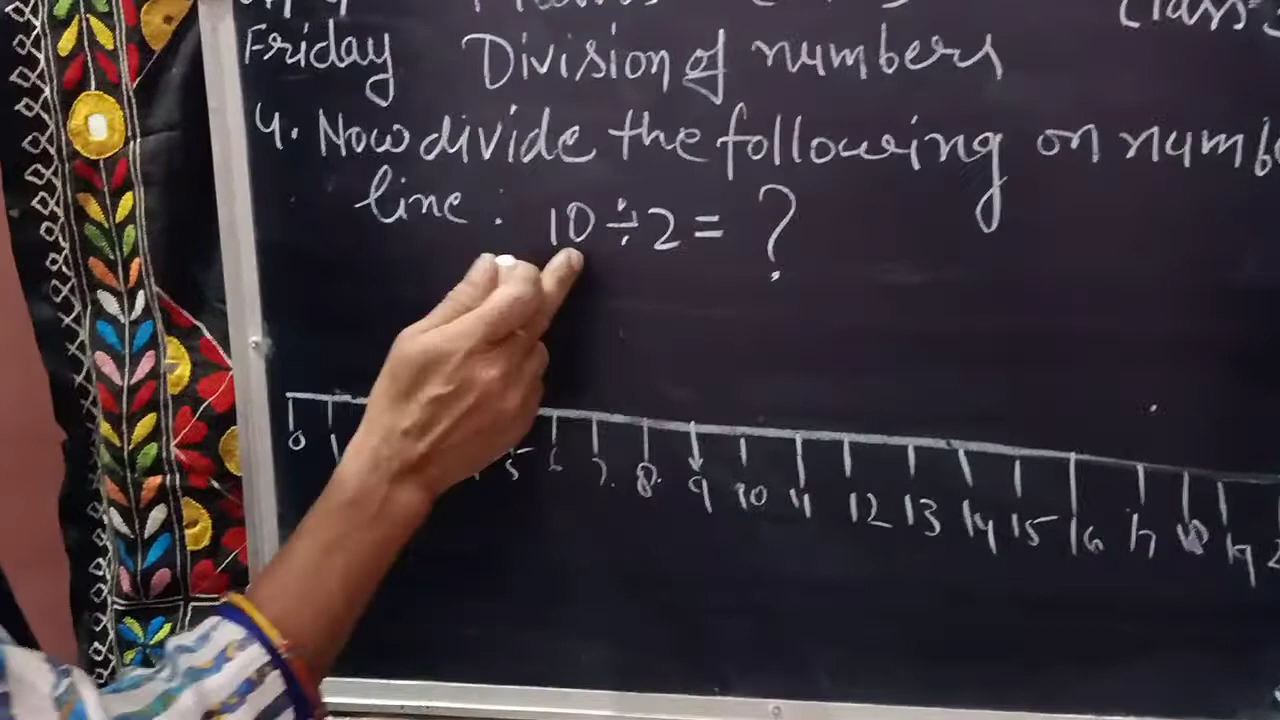 Friday Division of numbers
4. Now divide the following on numb
line: 10 ÷ 2 = ?
0 5 6 7 8 9 10 11 12 13 14 15 16 17 18 19